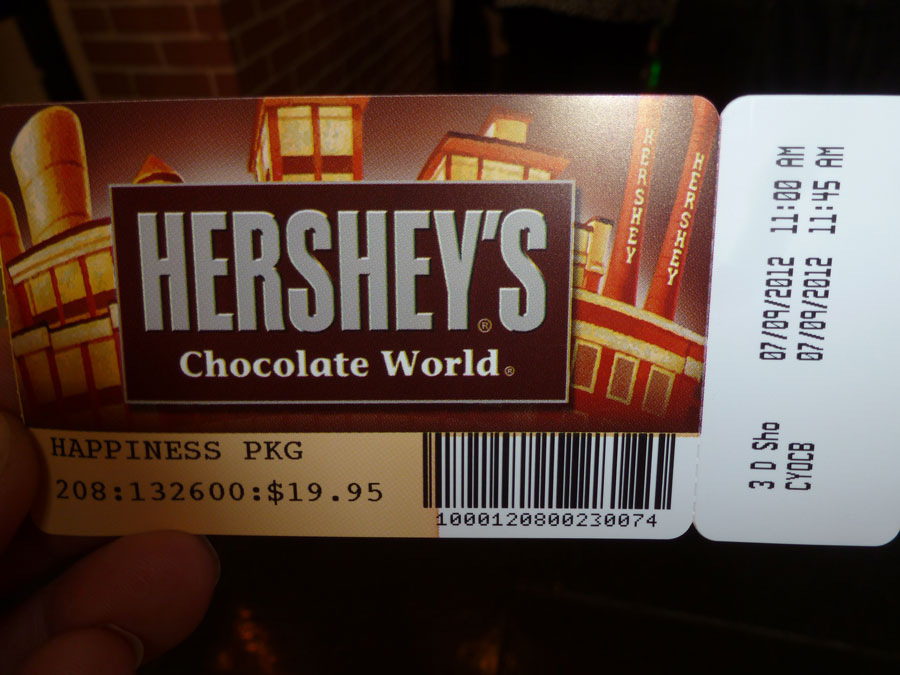 HERSHEY'S®
Chocolate World®
HERSHEY
HERSHEY
HAPPINESS PKG
208:132600:$19.95
1000120800230074
3 D Sho 07/09/2012 11:00 AM
CYOCB 07/09/2012 11:45 AM